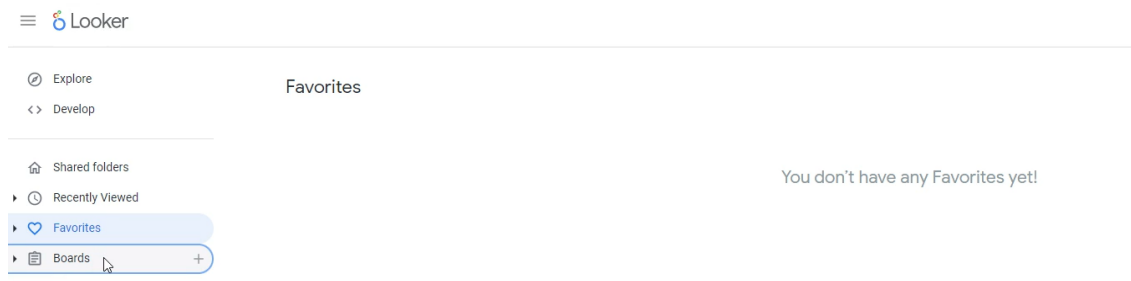 Looker
Explore
Develop
Favorites
Shared folders
You don't have any Favorites yet!
Recently Viewed
Favorites
Boards